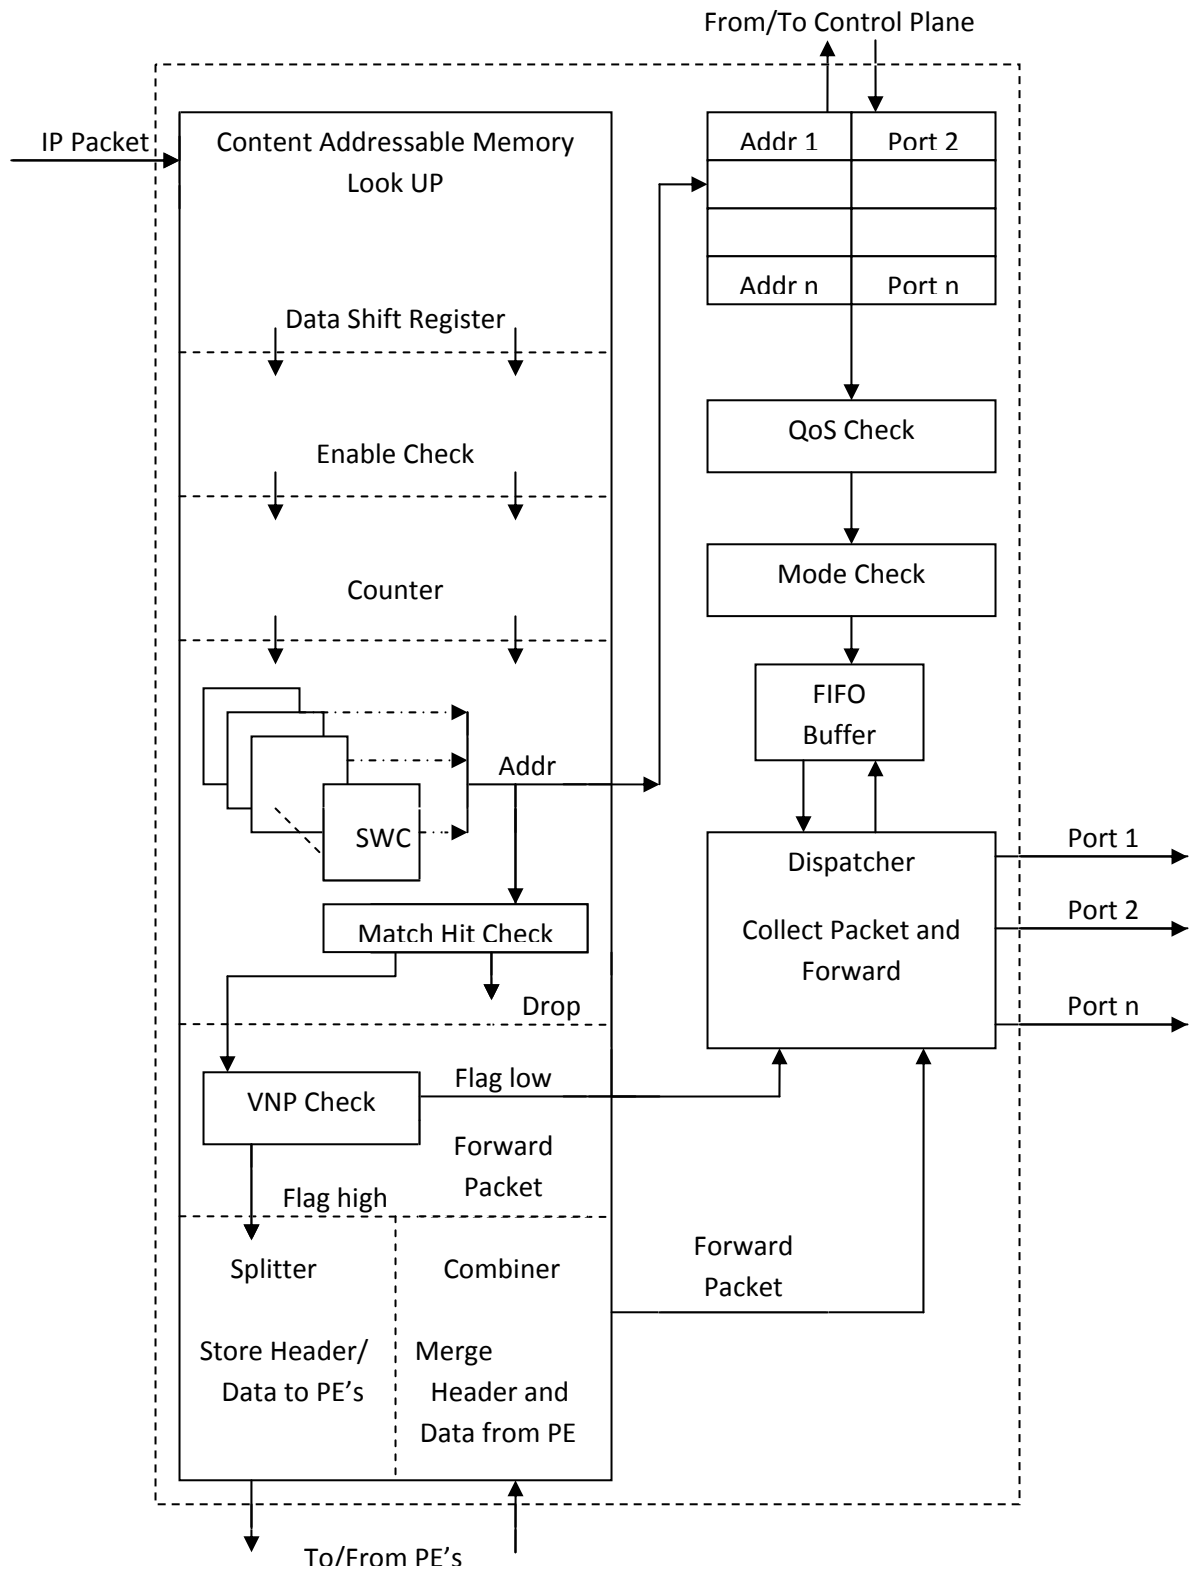 From/To Control Plane
IP Packet
Content Addressable Memory
Look UP
Addr 1
Port 2
Addr n
Port n
Data Shift Register
QoS Check
Enable Check
Mode Check
Counter
FIFO
Buffer
Addr
SWC
Port 1
Dispatcher
Port 2
Collect Packet and
Forward
Match Hit Check
Port n
Drop
Flag low
VNP Check
Forward
Packet
Flag high
Forward
Packet
Splitter
Store Header/
Data to PE's
Combiner
Merge
Header and
Data from PE
To/From PE's